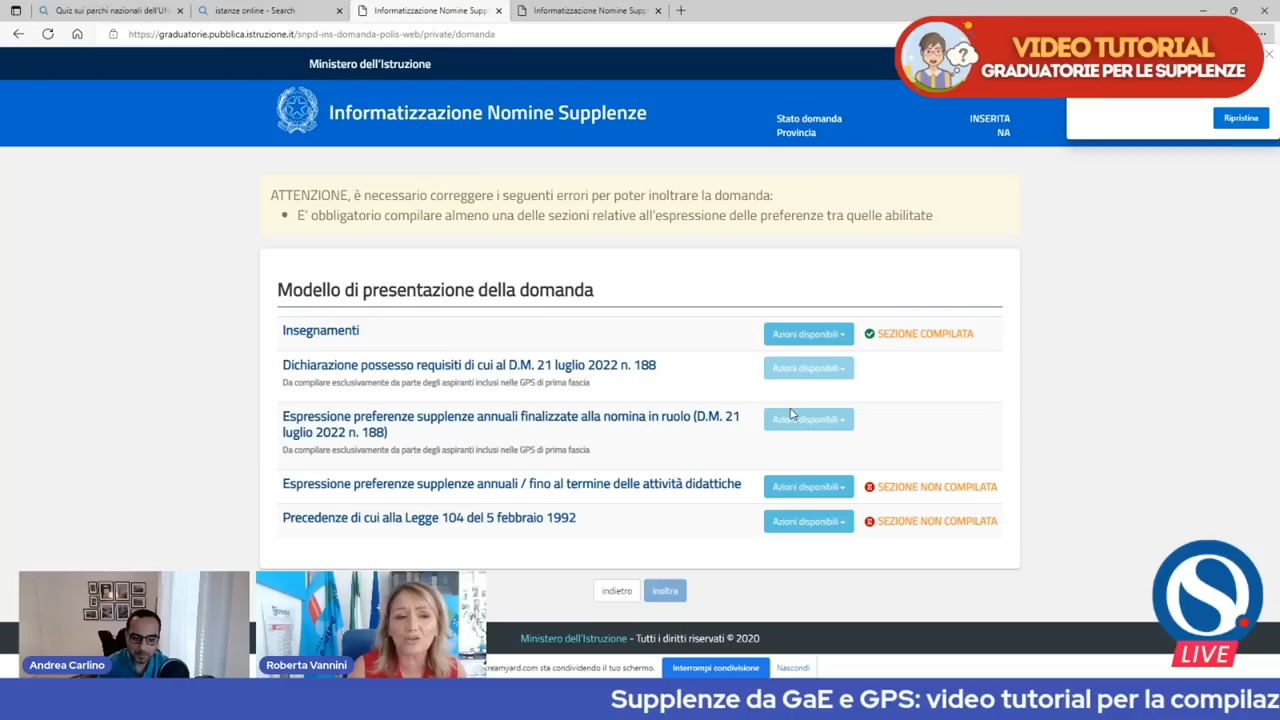 Quiz sui parchi nazionali dell'UN
istanze online - Search
Informatizzazione Nomine Suppl
Informatizzazione Nomine Supp
https://graduatorie.pubblica.istruzione.it/snpd-ins-domanda-polis-web/private/domanda
VIDEO TUTORIAL
GRADUATORIE PER LE SUPPLENZE
Ministero dell'Istruzione
Informatizzazione Nomine Supplenze
Stato domanda INSERITA
Provincia NA
Ripristina
ATTENZIONE, è necessario correggere i seguenti errori per poter inoltrare la domanda:
E' obbligatorio compilare almeno una delle sezioni relative all'espressione delle preferenze tra quelle abilitate
Modello di presentazione della domanda
Insegnamenti Azioni disponibili SEZIONE COMPILATA
Dichiarazione possesso requisiti di cui al D.M. 21 luglio 2022 n. 188 Azioni disponibili
Da compilare esclusivamente da parte degli aspiranti inclusi nelle GPS di prima fascia
Espressione preferenze supplenze annuali finalizzate alla nomina in ruolo (D.M. 21 Azioni disponibili
luglio 2022 n. 188)
Da compilare esclusivamente da parte degli aspiranti inclusi nelle GPS di prima fascia
Espressione preferenze supplenze annuali / fino al termine delle attività didattiche Azioni disponibili SEZIONE NON COMPILATA
Precedenze di cui alla Legge 104 del 5 febbraio 1992 Azioni disponibili SEZIONE NON COMPILATA
indietro Inoltra
Ministero dell'Istruzione - Tutti i diritti riservati © 2020
Andrea Carlino
Roberta Vannini
reamyard.com sta condividendo il tuo schermo. Interrompi condivisione Nascondi
S
LIVE
Supplenze da GaE e GPS: video tutorial per la compilaz